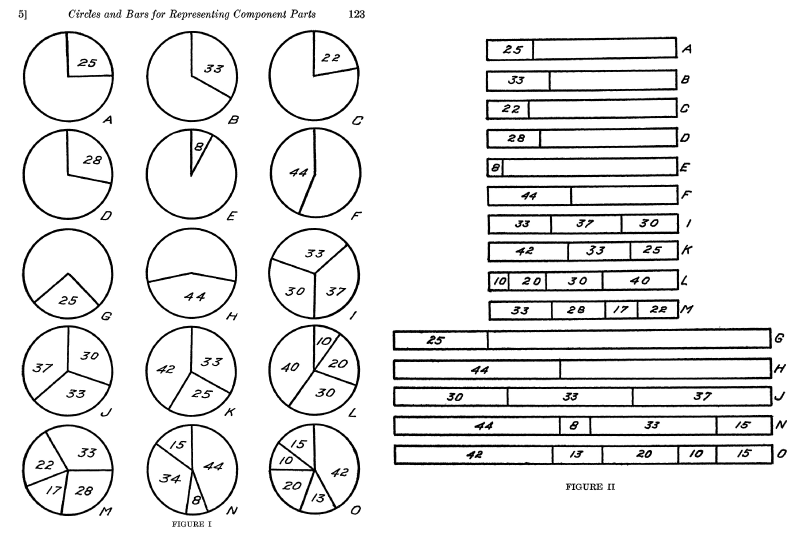 5] Circles and Bars for Representing Component Parts 123
25
A
33
B
22
C
28
D
8
E
44
F
25
G
44
H
33
30 37
I
37 30
33
J
42 33
25
K
10
40 20
30
L
33
22
17 28
M
15
34 44
8
N
15
10 42
20
13
O
FIGURE I
25 A
33 B
22 C
28 D
8 E
44 F
33 37 30 I
42 33 25 K
10 20 30 40 L
33 28 17 22 M
25 G
44 H
30 33 37 J
44 8 33 15 N
42 13 20 10 15 O
FIGURE II